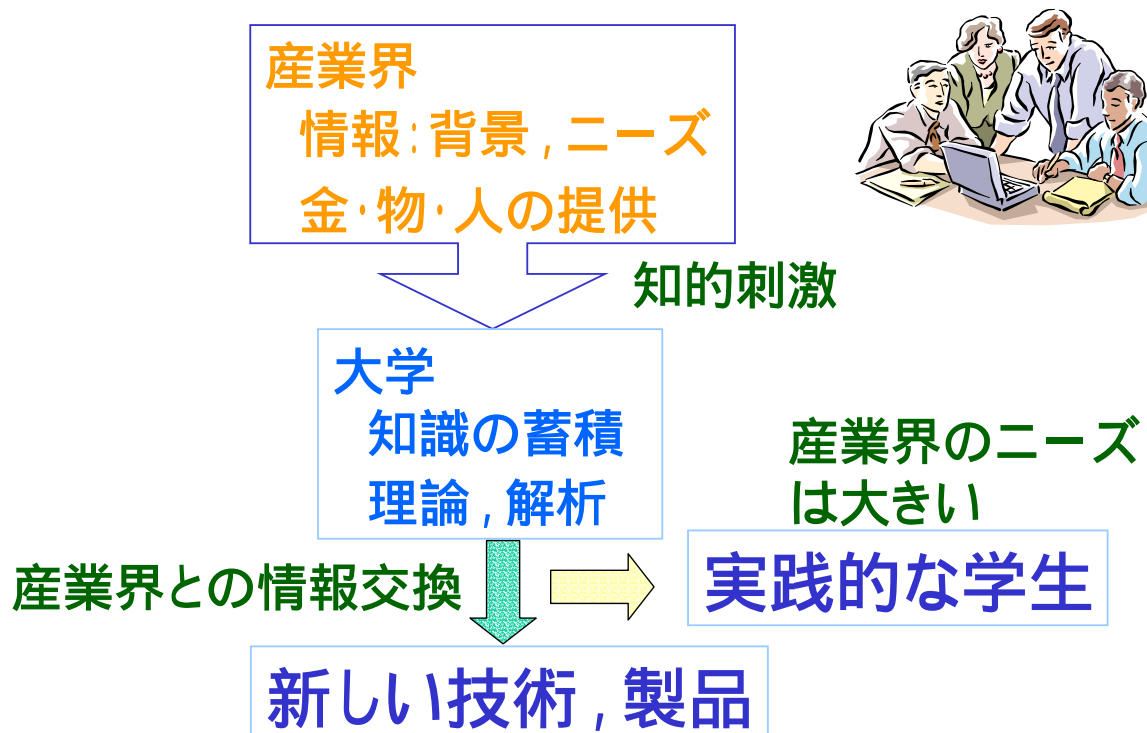 産業界
情報:背景,ニーズ
金・物・人の提供
知的刺激
大学
知識の蓄積
理論,解析
産業界のニーズ
は大きい
産業界との情報交換
実践的な学生
新しい技術,製品